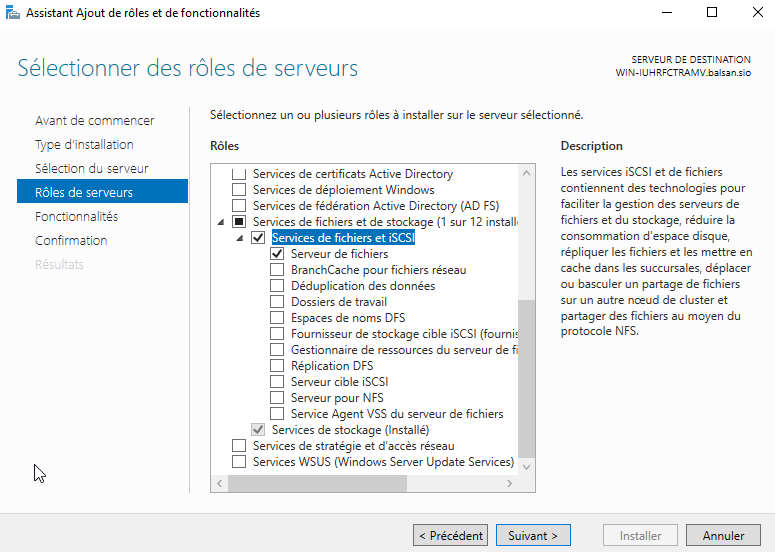 Assistant Ajout de rôles et de fonctionnalités
Sélectionner des rôles de serveurs
SERVEUR DE DESTINATION
WIN-IUHRFCTRAMV.balsan.sio
Avant de commencer
Type d'installation
Sélection du serveur
Rôles de serveurs
Fonctionnalités
Confirmation
Résultats
Sélectionnez un ou plusieurs rôles à installer sur le serveur sélectionné.
Rôles
Services de certificats Active Directory
Services de déploiement Windows
Services de fédération Active Directory (AD FS)
Services de fichiers et de stockage (1 sur 12 installé
Services de fichiers et iSCSI
Serveur de fichiers
BranchCache pour fichiers réseau
Déduplication des données
Dossiers de travail
Espaces de noms DFS
Fournisseur de stockage cible iSCSI (fournis
Gestionnaire de ressources du serveur de fi
Réplication DFS
Serveur cible iSCSI
Serveur pour NFS
Service Agent VSS du serveur de fichiers
Services de stockage (Installé)
Services de stratégie et d'accès réseau
Services WSUS (Windows Server Update Services)
Description
Les services iSCSI et de fichiers
contiennent des technologies pour
faciliter la gestion des serveurs de
fichiers et du stockage, réduire la
consommation d'espace disque,
répliquer les fichiers et les mettre en
cache dans les succursales, déplacer
ou basculer un partage de fichiers
sur un autre nœud de cluster et
partager des fichiers au moyen du
protocole NFS.
< Précédent
Suivant >
Installer
Annuler